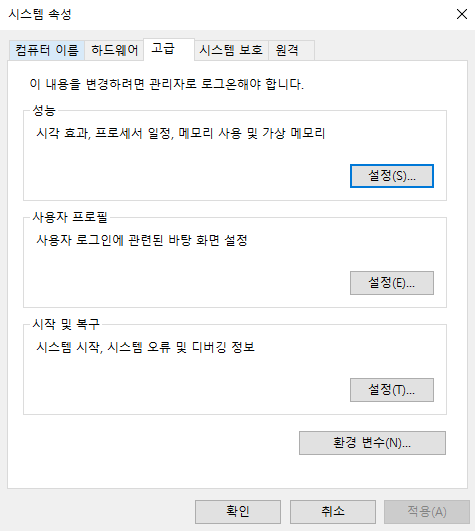 시스템 속성
컴퓨터 이름 하드웨어 고급 시스템 보호 원격
이 내용을 변경하려면 관리자로 로그온해야 합니다.
성능
시각 효과, 프로세서 일정, 메모리 사용 및 가상 메모리
설정(S)...
사용자 프로필
사용자 로그인에 관련된 바탕 화면 설정
설정(E)...
시작 및 복구
시스템 시작, 시스템 오류 및 디버깅 정보
설정(T)...
환경 변수(N)...
확인 취소 적용(A)